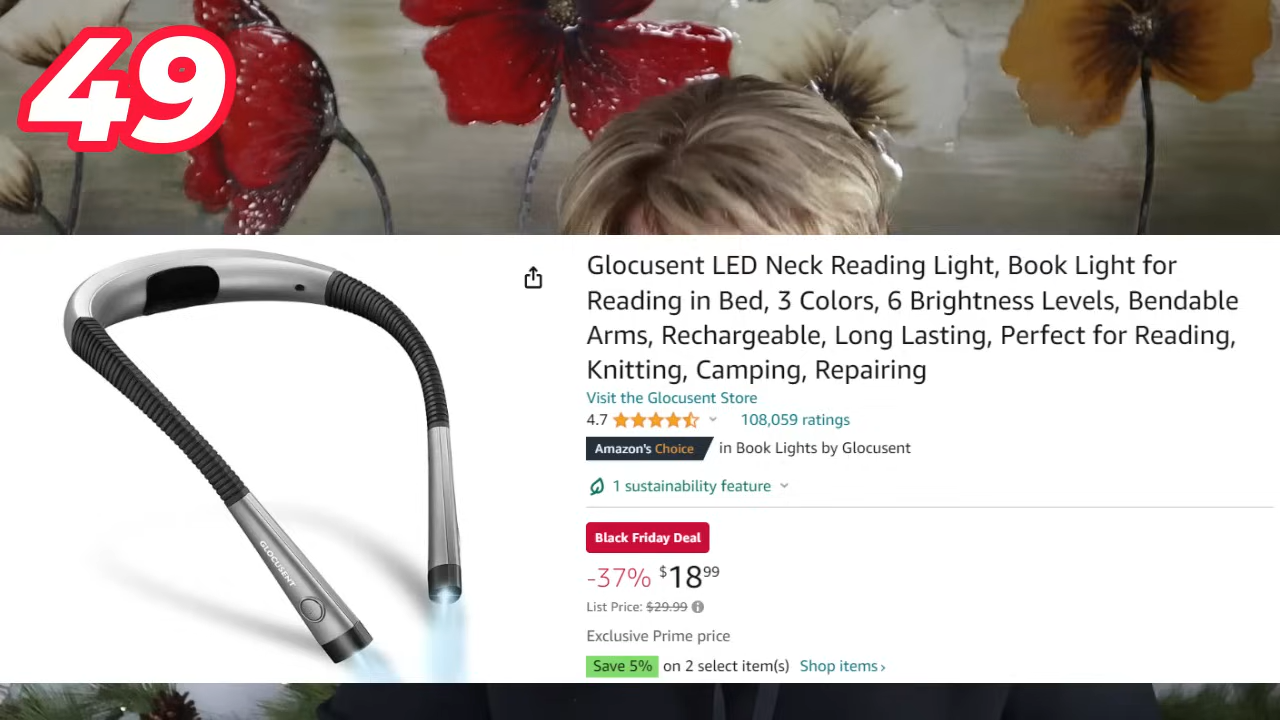 49
Glocusent LED Neck Reading Light, Book Light for
Reading in Bed, 3 Colors, 6 Brightness Levels, Bendable
Arms, Rechargeable, Long Lasting, Perfect for Reading,
Knitting, Camping, Repairing
Visit the Glocusent Store
4.7 108,059 ratings
Amazon's Choice in Book Lights by Glocusent
1 sustainability feature
Black Friday Deal
-37% $1899
List Price: $29.99
Exclusive Prime price
Save 5% on 2 select item(s) Shop items ›
GLOCUSENT